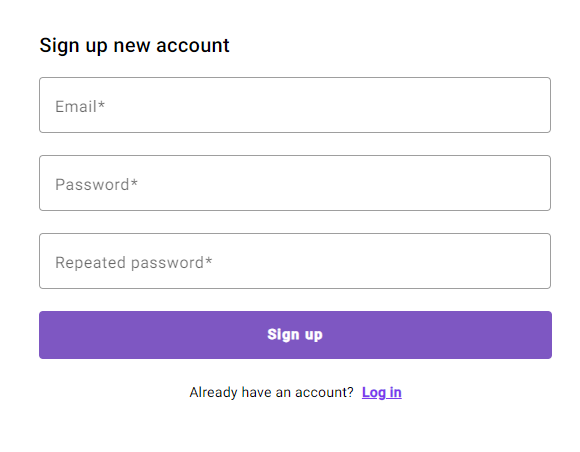 Sign up new account
Email*
Password*
Repeated password*
Sign up
Already have an account? Log in